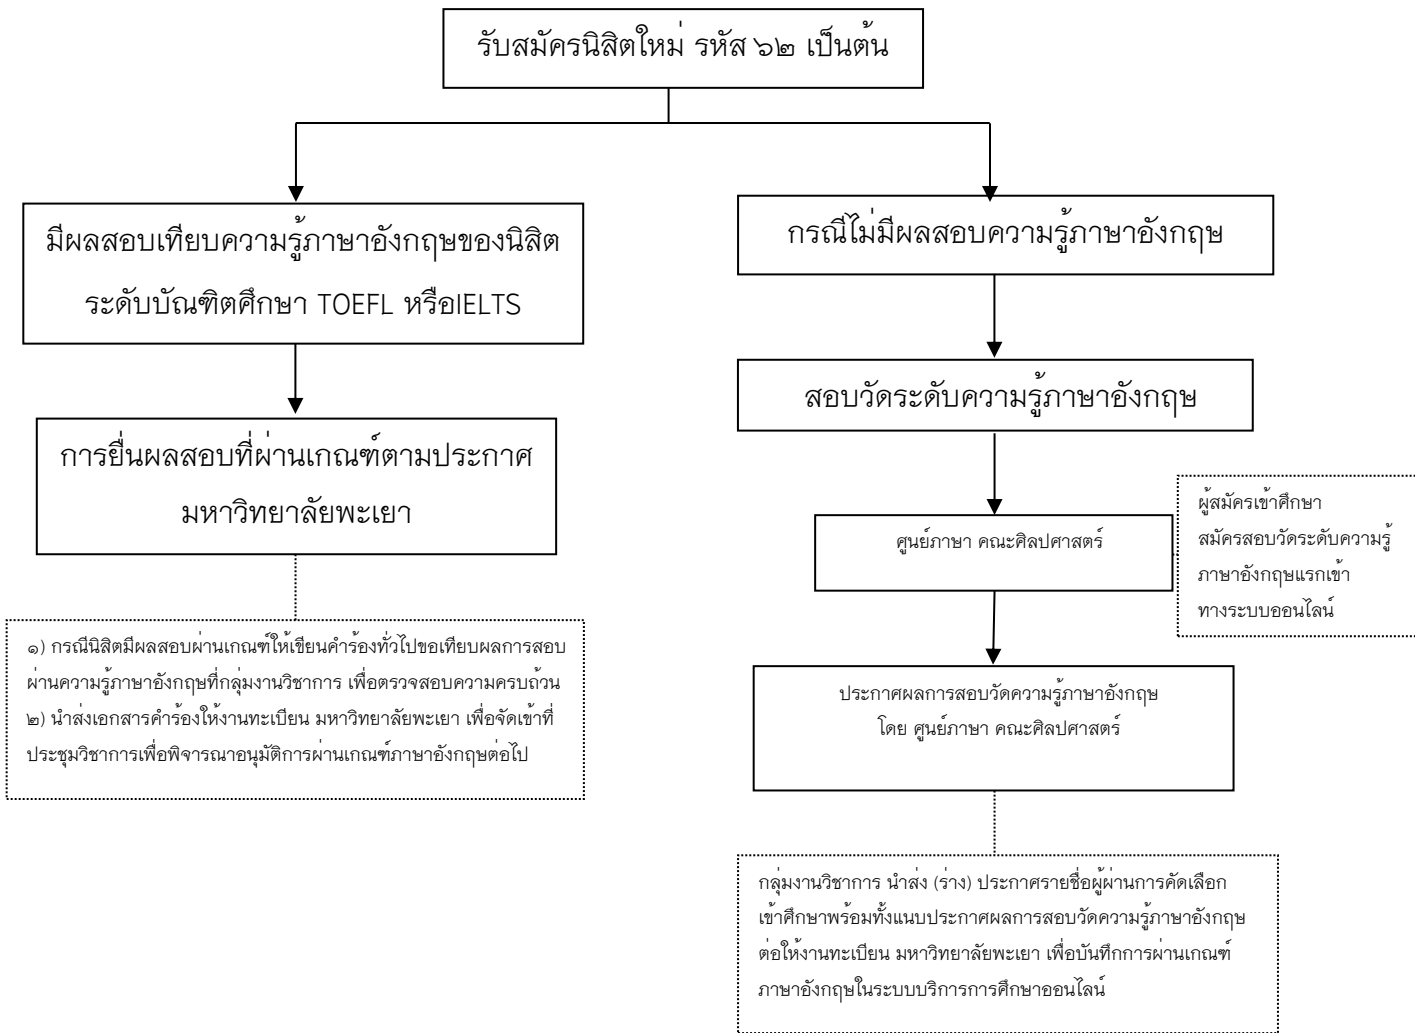 รับสมัครนิสิตใหม่ รหัส ๖๒ เป็นต้น
มีผลสอบเทียบความรู้ภาษาอังกฤษของนิสิต
ระดับบัณฑิตศึกษา TOEFL หรือIELTS
การยื่นผลสอบที่ผ่านเกณฑ์ตามประกาศ
มหาวิทยาลัยพะเยา
๑) กรณีนิสิตมีผลสอบผ่านเกณฑ์ให้เขียนคำร้องทั่วไปขอเทียบผลการสอบ
ผ่านความรู้ภาษาอังกฤษที่กลุ่มงานวิชาการ เพื่อตรวจสอบความครบถ้วน
๒) นำส่งเอกสารคำร้องให้งานทะเบียน มหาวิทยาลัยพะเยา เพื่อจัดเข้าที่
ประชุมวิชาการเพื่อพิจารณาอนุมัติการผ่านเกณฑ์ภาษาอังกฤษต่อไป
กรณีไม่มีผลสอบความรู้ภาษาอังกฤษ
สอบวัดระดับความรู้ภาษาอังกฤษ
ศูนย์ภาษา คณะศิลปศาสตร์
ผู้สมัครเข้าศึกษา
สมัครสอบวัดระดับความรู้
ภาษาอังกฤษแรกเข้า
ทางระบบออนไลน์
ประกาศผลการสอบวัดความรู้ภาษาอังกฤษ
โดย ศูนย์ภาษา คณะศิลปศาสตร์
กลุ่มงานวิชาการ นำส่ง (ร่าง) ประกาศรายชื่อผู้ผ่านการคัดเลือก
เข้าศึกษาพร้อมทั้งแนบประกาศผลการสอบวัดความรู้ภาษาอังกฤษ
ต่อให้งานทะเบียน มหาวิทยาลัยพะเยา เพื่อบันทึกการผ่านเกณฑ์
ภาษาอังกฤษในระบบบริการการศึกษาออนไลน์